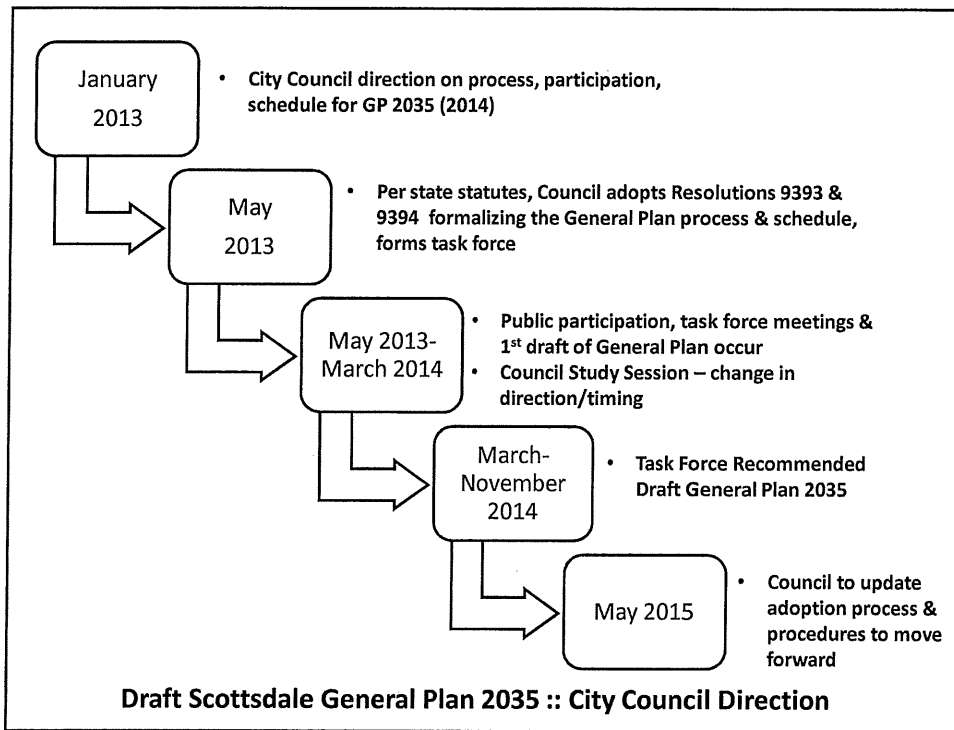 January
2013
• City Council direction on process, participation,
schedule for GP 2035 (2014)
May
2013
• Per state statutes, Council adopts Resolutions 9393 &
9394 formalizing the General Plan process & schedule,
forms task force
May 2013-
March 2014
• Public participation, task force meetings &
1st draft of General Plan occur
• Council Study Session – change in
direction/timing
March-
November
2014
• Task Force Recommended
Draft General Plan 2035
May 2015
• Council to update
adoption process &
procedures to move
forward
Draft Scottsdale General Plan 2035 :: City Council Direction